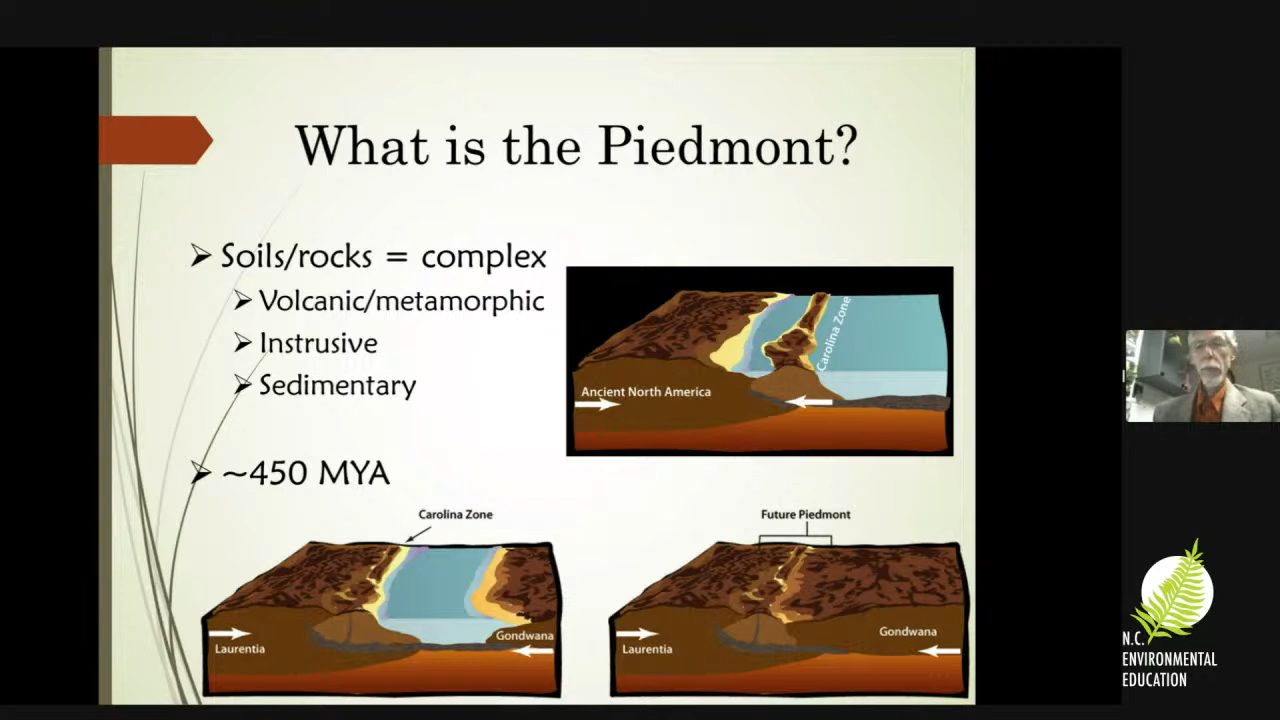 What is the Piedmont?
Soils/rocks = complex
Volcanic/metamorphic
Instrusive
Sedimentary
~450 MYA
Carolina Zone
Ancient North America
Carolina Zone
Laurentia
Gondwana
Future Piedmont
Laurentia
Gondwana
N.C.
ENVIRONMENTAL
EDUCATION